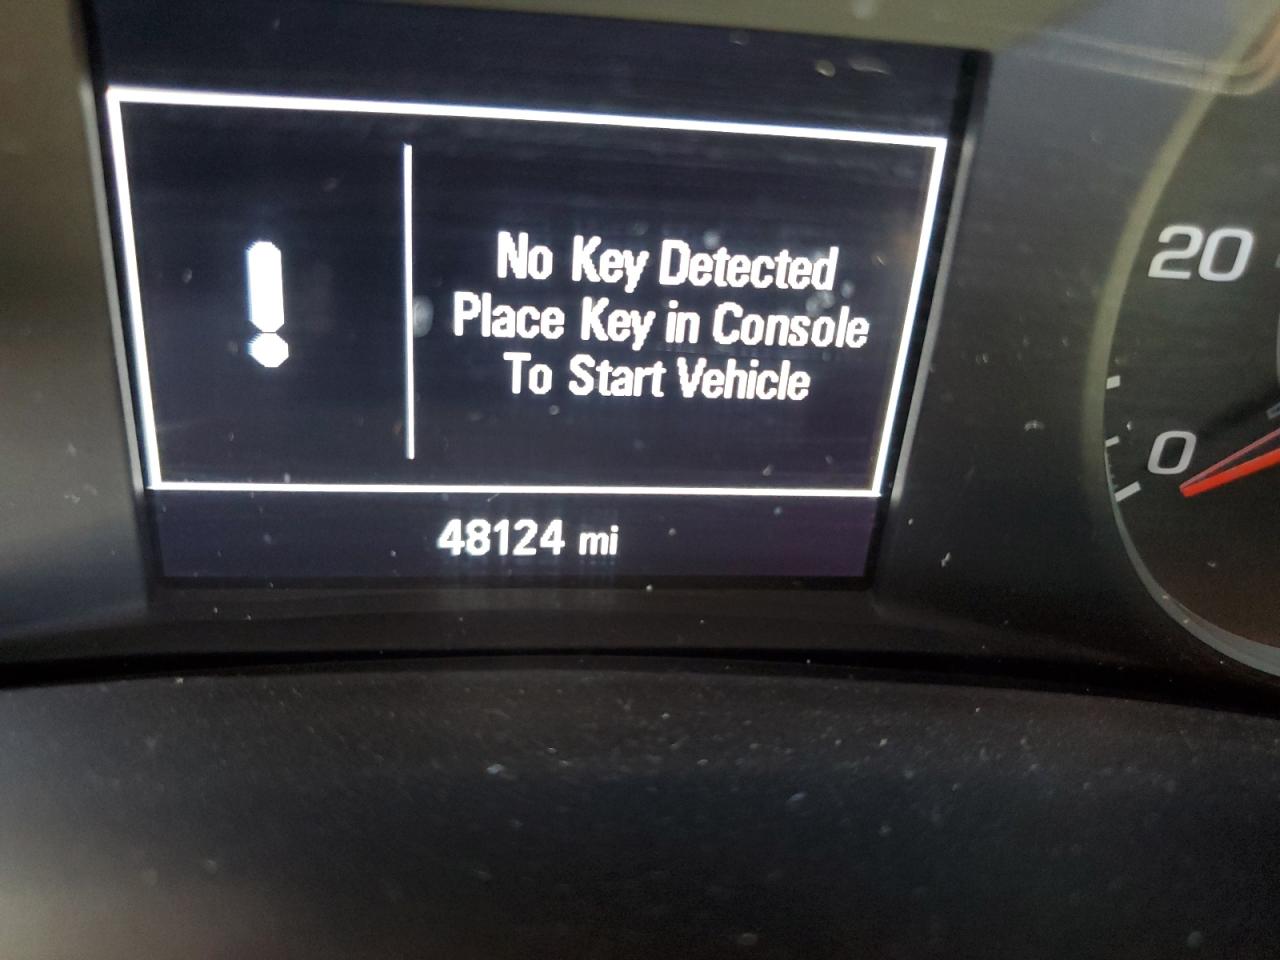 No Key Detected
Place Key in Console
To Start Vehicle
48124 mi
20
0